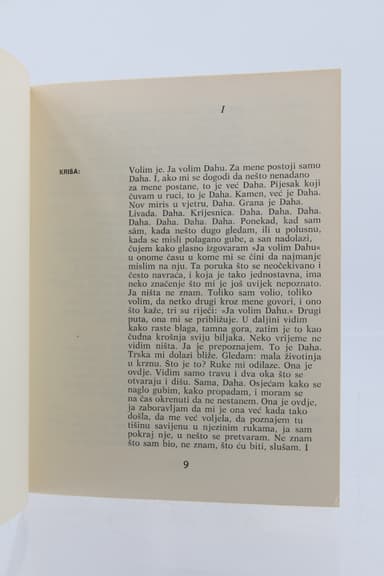 I
KRISA:
Volim je. Ja volim Dahu. Za mene postoji samo
Daha. I, ako mi se dogodi da nešto nenadano
za mene postane, to je već Daha. Pijesak koji
čuvam u ruci, to je Daha. Kamen, već je Daha.
Nov miris u vjetru, Daha. Grana je Daha.
Livada. Daha. Krijesnica. Daha. Daha. Daha.
Daha. Daha. Daha. Daha. Ponekad, kad sam
sám, kada nešto dugo gledam, ili u polusnu,
kada se misli polagano gube, a san nadolazi,
čujem kako glasno izgovaram »Ja volim Dahu«
u onome času u kome mi se čini da najmanje
mislim na nju. Ta poruka što se neočekivano i
često navraća, i koja je tako jednostavna, ima
neko značenje što mi je još uvijek nepoznato.
Ja ništa ne znam. Toliko sam volio, toliko
volim, da netko drugi kroz mene govori, i ono
što kaže, tri su riječi: »Ja volim Dahu.« Drugi
puta, ona mi se približuje. U daljini vidim
kako raste blaga, tamna gora, zatim je to kao
čudna krošnja sviju biljaka. Neko vrijeme ne
vidim ništa. Ja je prepoznajem. To je Daha.
Trska mi dolazi bliže. Gledam: mala životinja
u krznu. Što je to? Ruke mi odilaze. Ona je
ovdje. Vidim samo travu i dva oka što se
otvaraju i dišu. Sama, Daha. Osjećam kako se
naglo gubim, kako propadam, i moram se
na čas okrenuti da ne nestanem. Ona je ovdje,
ja zaboravljam da mi je ona već kada tako
došla, da me već voljela, da poznajem tu
tišinu savijenu u njezinim rukama, ja sam
pokraj nje, u nešto se pretvaram. Ne znam
što sam bio, ne znam, što ću biti, slušam. I
9